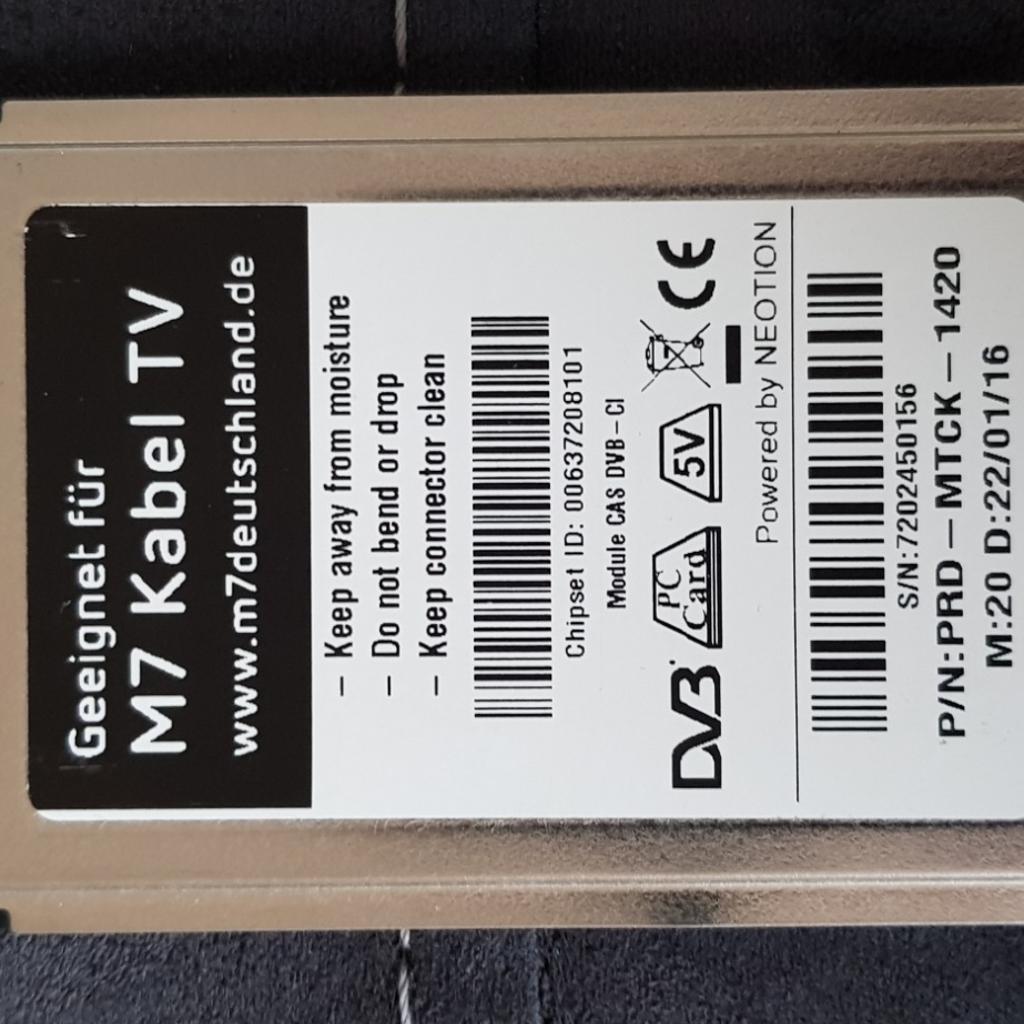 Geeignet für
M7 Kabel TV
www.m7deutschland.de
– Keep away from moisture
– Do not bend or drop
– Keep connector clean
Chipset ID: 00637208101
Module CAS DVB-CI
DVB PC Card 5V CE
Powered by NEOTION
S/N:7202450156
P/N:PRD-MTCK-1420
M:20 D:22/01/16